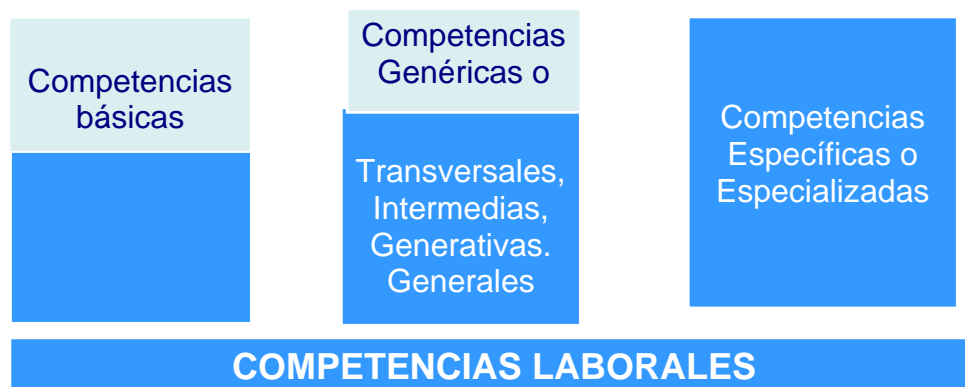 Competencias
básicas
Competencias
Genéricas o
Transversales,
Intermedias,
Generativas.
Generales
Competencias
Específicas o
Especializadas
COMPETENCIAS LABORALES